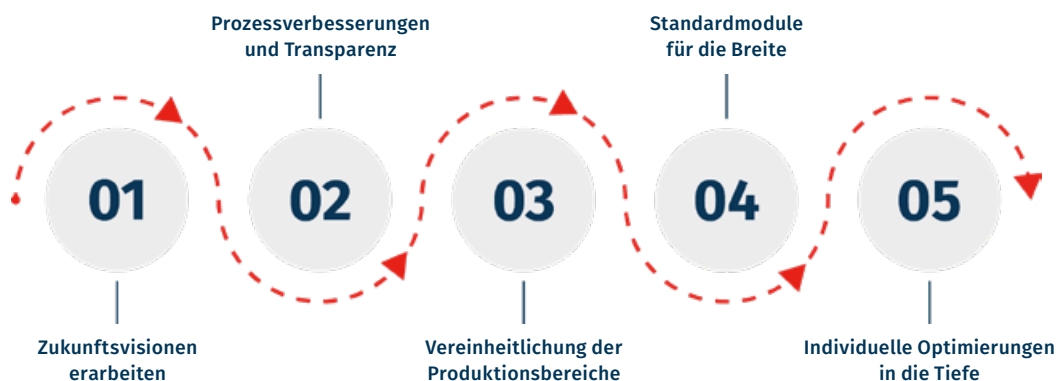 Prozessverbesserungen
und Transparenz
Standardmodule
für die Breite
01
02
03
04
05
Zukunftsvisionen
erarbeiten
Vereinheitlichung der
Produktionsbereiche
Individuelle Optimierungen
in die Tiefe